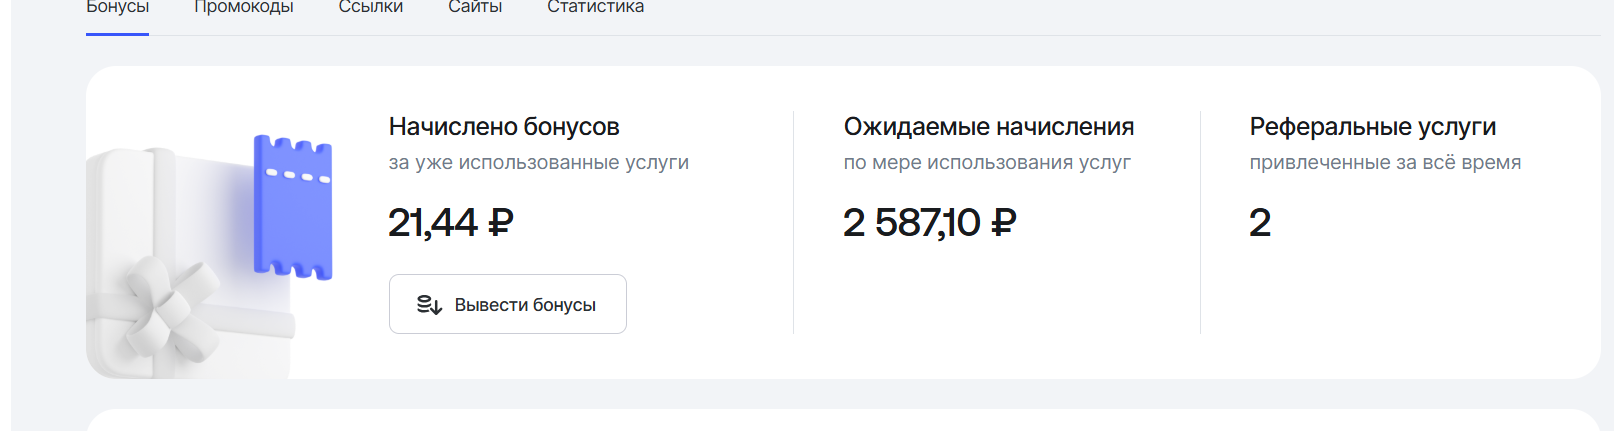 Бонусы Промокоды Ссылки Сайты Статистика
Начислено бонусов
за уже использованные услуги
21,44 ₽
Вывести бонусы
Ожидаемые начисления
по мере использования услуг
2 587,10 ₽
Реферальные услуги
привлеченные за всё время
2